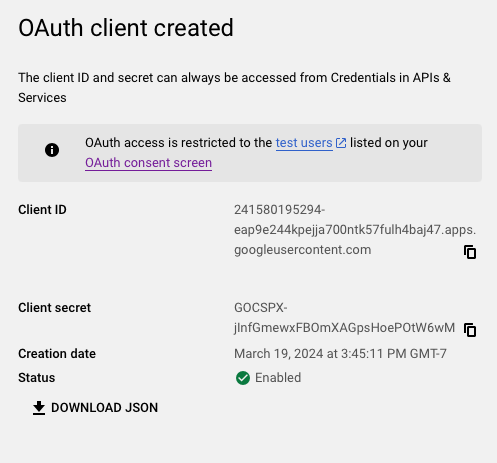 OAuth client created
The client ID and secret can always be accessed from Credentials in APIs &
Services
OAuth access is restricted to the test users listed on your
OAuth consent screen
Client ID
241580195294-
eap9e244kpejja700ntk57fulh4baj47.apps.
googleusercontent.com
Client secret
GOCSPX-
jInfGmewxFBOmXAGpsHoePOtW6wM
Creation date
March 19, 2024 at 3:45:11 PM GMT-7
Status
Enabled
DOWNLOAD JSON